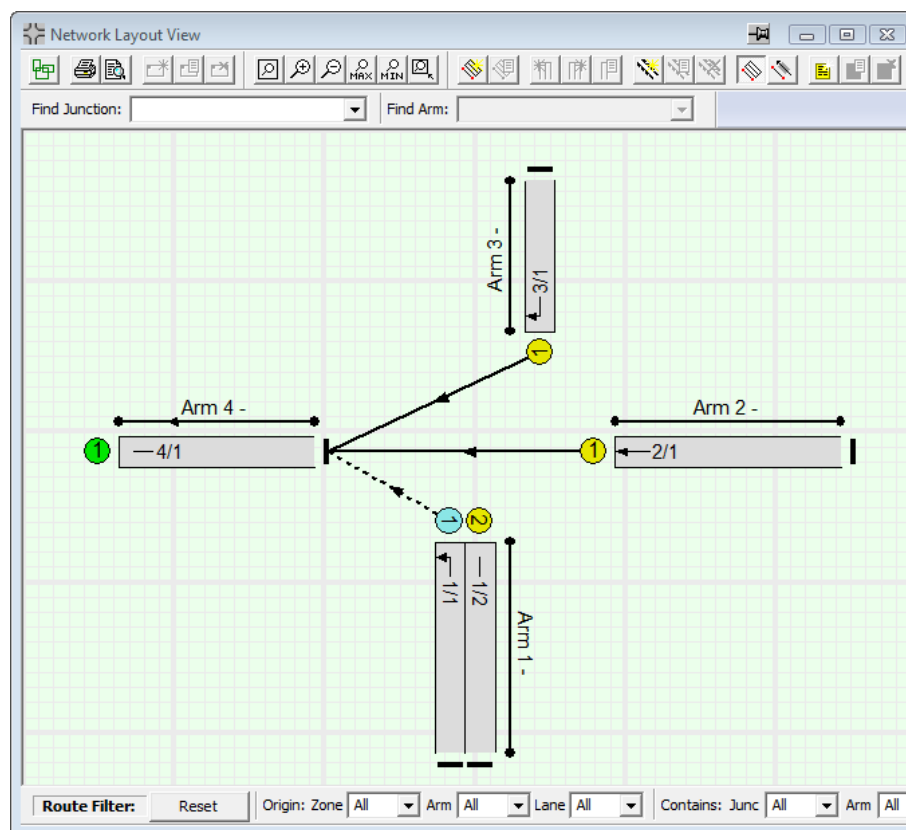 Network Layout View
MAX MIN
Find Junction: Find Arm:
Arm 3 -
3/1
1
Arm 4 -
Arm 2 -
1 4/1
1 2/1
1 2
1/1 1/2
Arm 1 -
Route Filter: Reset Origin: Zone All Arm All Lane All Contains: Junc All Arm All